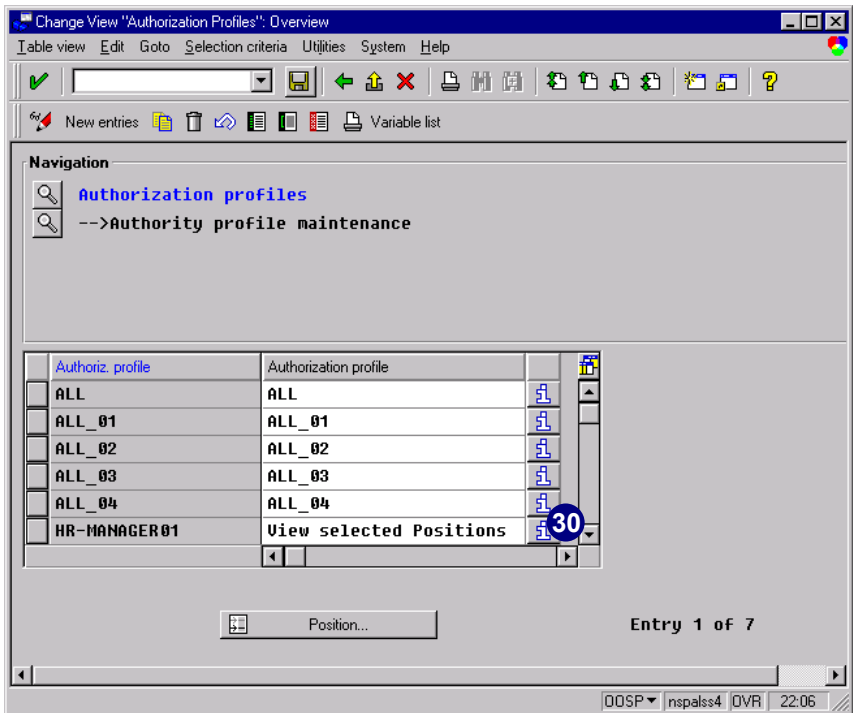 Change View "Authorization Profiles": Overview
Table view Edit Goto Selection criteria Utilities System Help
New entries Variable list
Navigation
Authorization profiles
-->Authority profile maintenance
Authoriz. profile Authorization profile
ALL ALL
ALL_01 ALL_01
ALL_02 ALL_02
ALL_03 ALL_03
ALL_04 ALL_04
HR-MANAGER01 View selected Positions 30
Position... Entry 1 of 7
OOSP nspalss4 OVR 22:06